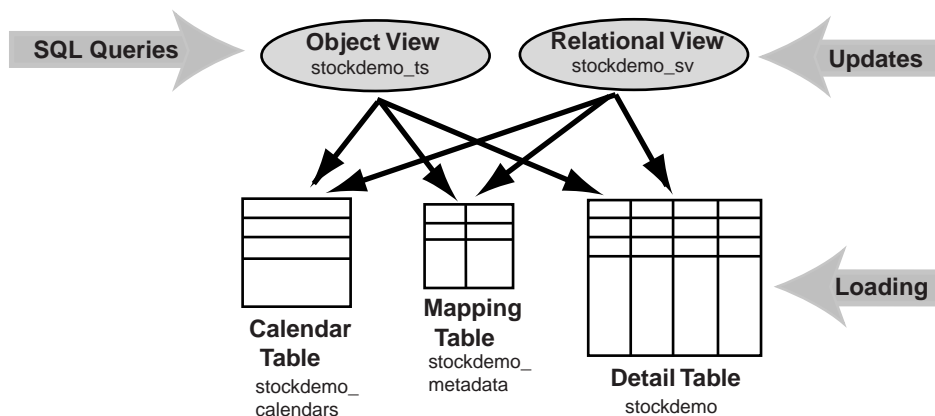 SQL Queries
Object View
stockdemo_ts
Relational View
stockdemo_sv
Updates
Loading
Calendar
Table
stockdemo_
calendars
Mapping
Table
stockdemo_
metadata
Detail Table
stockdemo